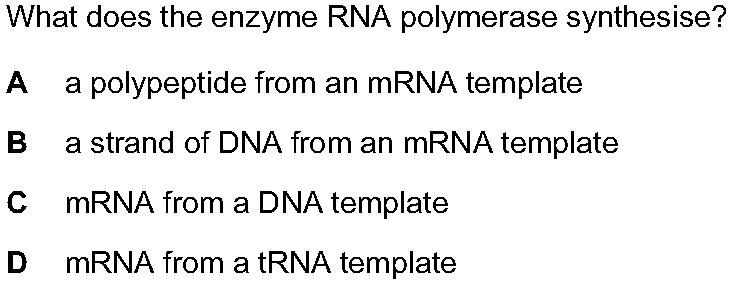 What does the enzyme RNA polymerase synthesise?
A a polypeptide from an mRNA template
B a strand of DNA from an mRNA template
C mRNA from a DNA template
D mRNA from a tRNA template